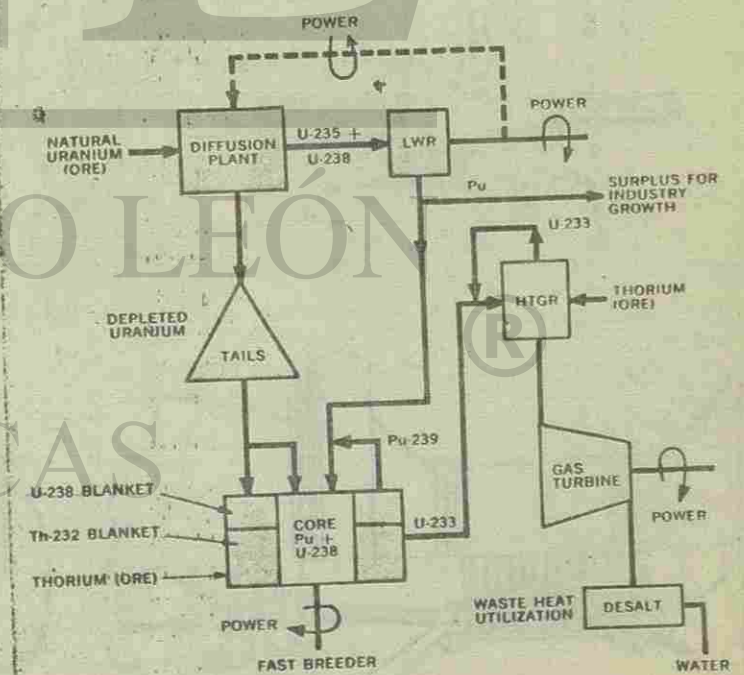 POWER
NATURAL
URANIUM
(ORE)
DIFFUSION
PLANT
U-235 +
U-238
LWR
POWER
Pu
SURPLUS FOR
INDUSTRY
GROWTH
O LEÓN
U-233
HTGR
THORIUM
(ORE)
®
DEPLETED
URANIUM
TAILS
CAS
Pu-239
GAS
TURBINE
POWER
U-238 BLANKET
Th-232 BLANKET
THORIUM (ORE)
CORE
Pu +
U-238
U-233
POWER
FAST BREEDER
WASTE HEAT
UTILIZATION
DESALT
WATER